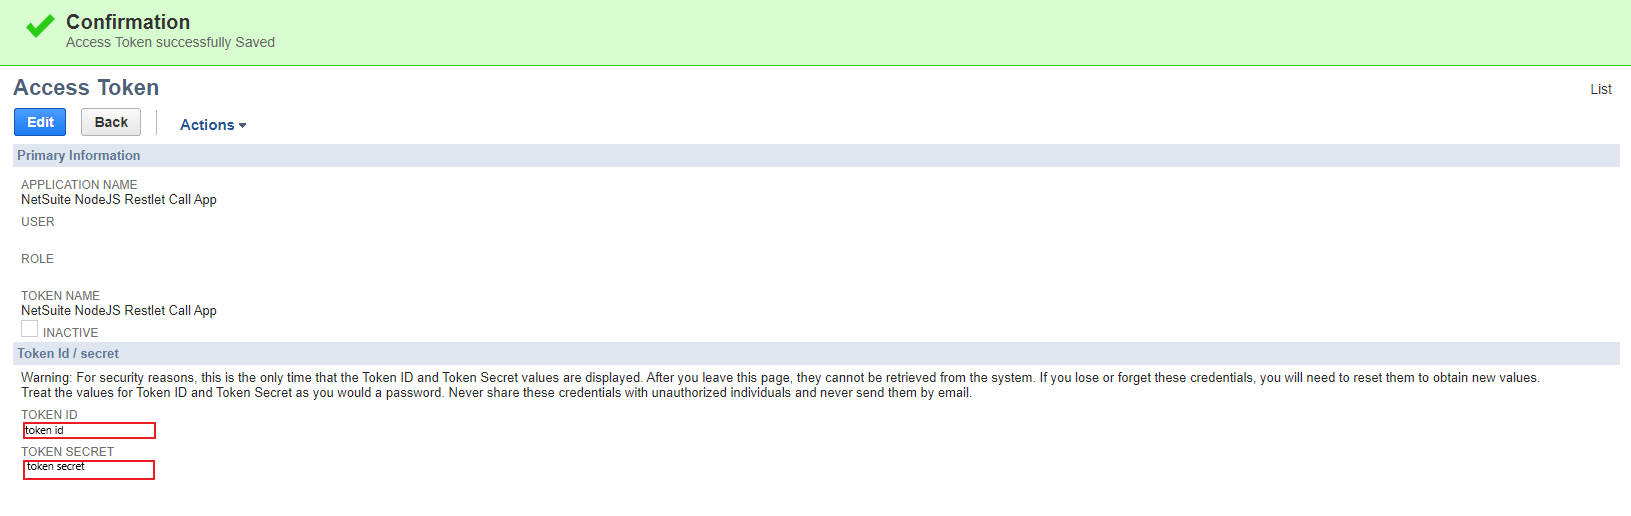 Confirmation
Access Token successfully Saved
Access Token
List
Edit
Back
Actions
Primary Information
APPLICATION NAME
NetSuite NodeJS Restlet Call App
USER
ROLE
TOKEN NAME
NetSuite NodeJS Restlet Call App
INACTIVE
Token Id / secret
Warning: For security reasons, this is the only time that the Token ID and Token Secret values are displayed. After you leave this page, they cannot be retrieved from the system. If you lose or forget these credentials, you will need to reset them to obtain new values.
Treat the values for Token ID and Token Secret as you would a password. Never share these credentials with unauthorized individuals and never send them by email.
TOKEN ID
token id
TOKEN SECRET
token secret